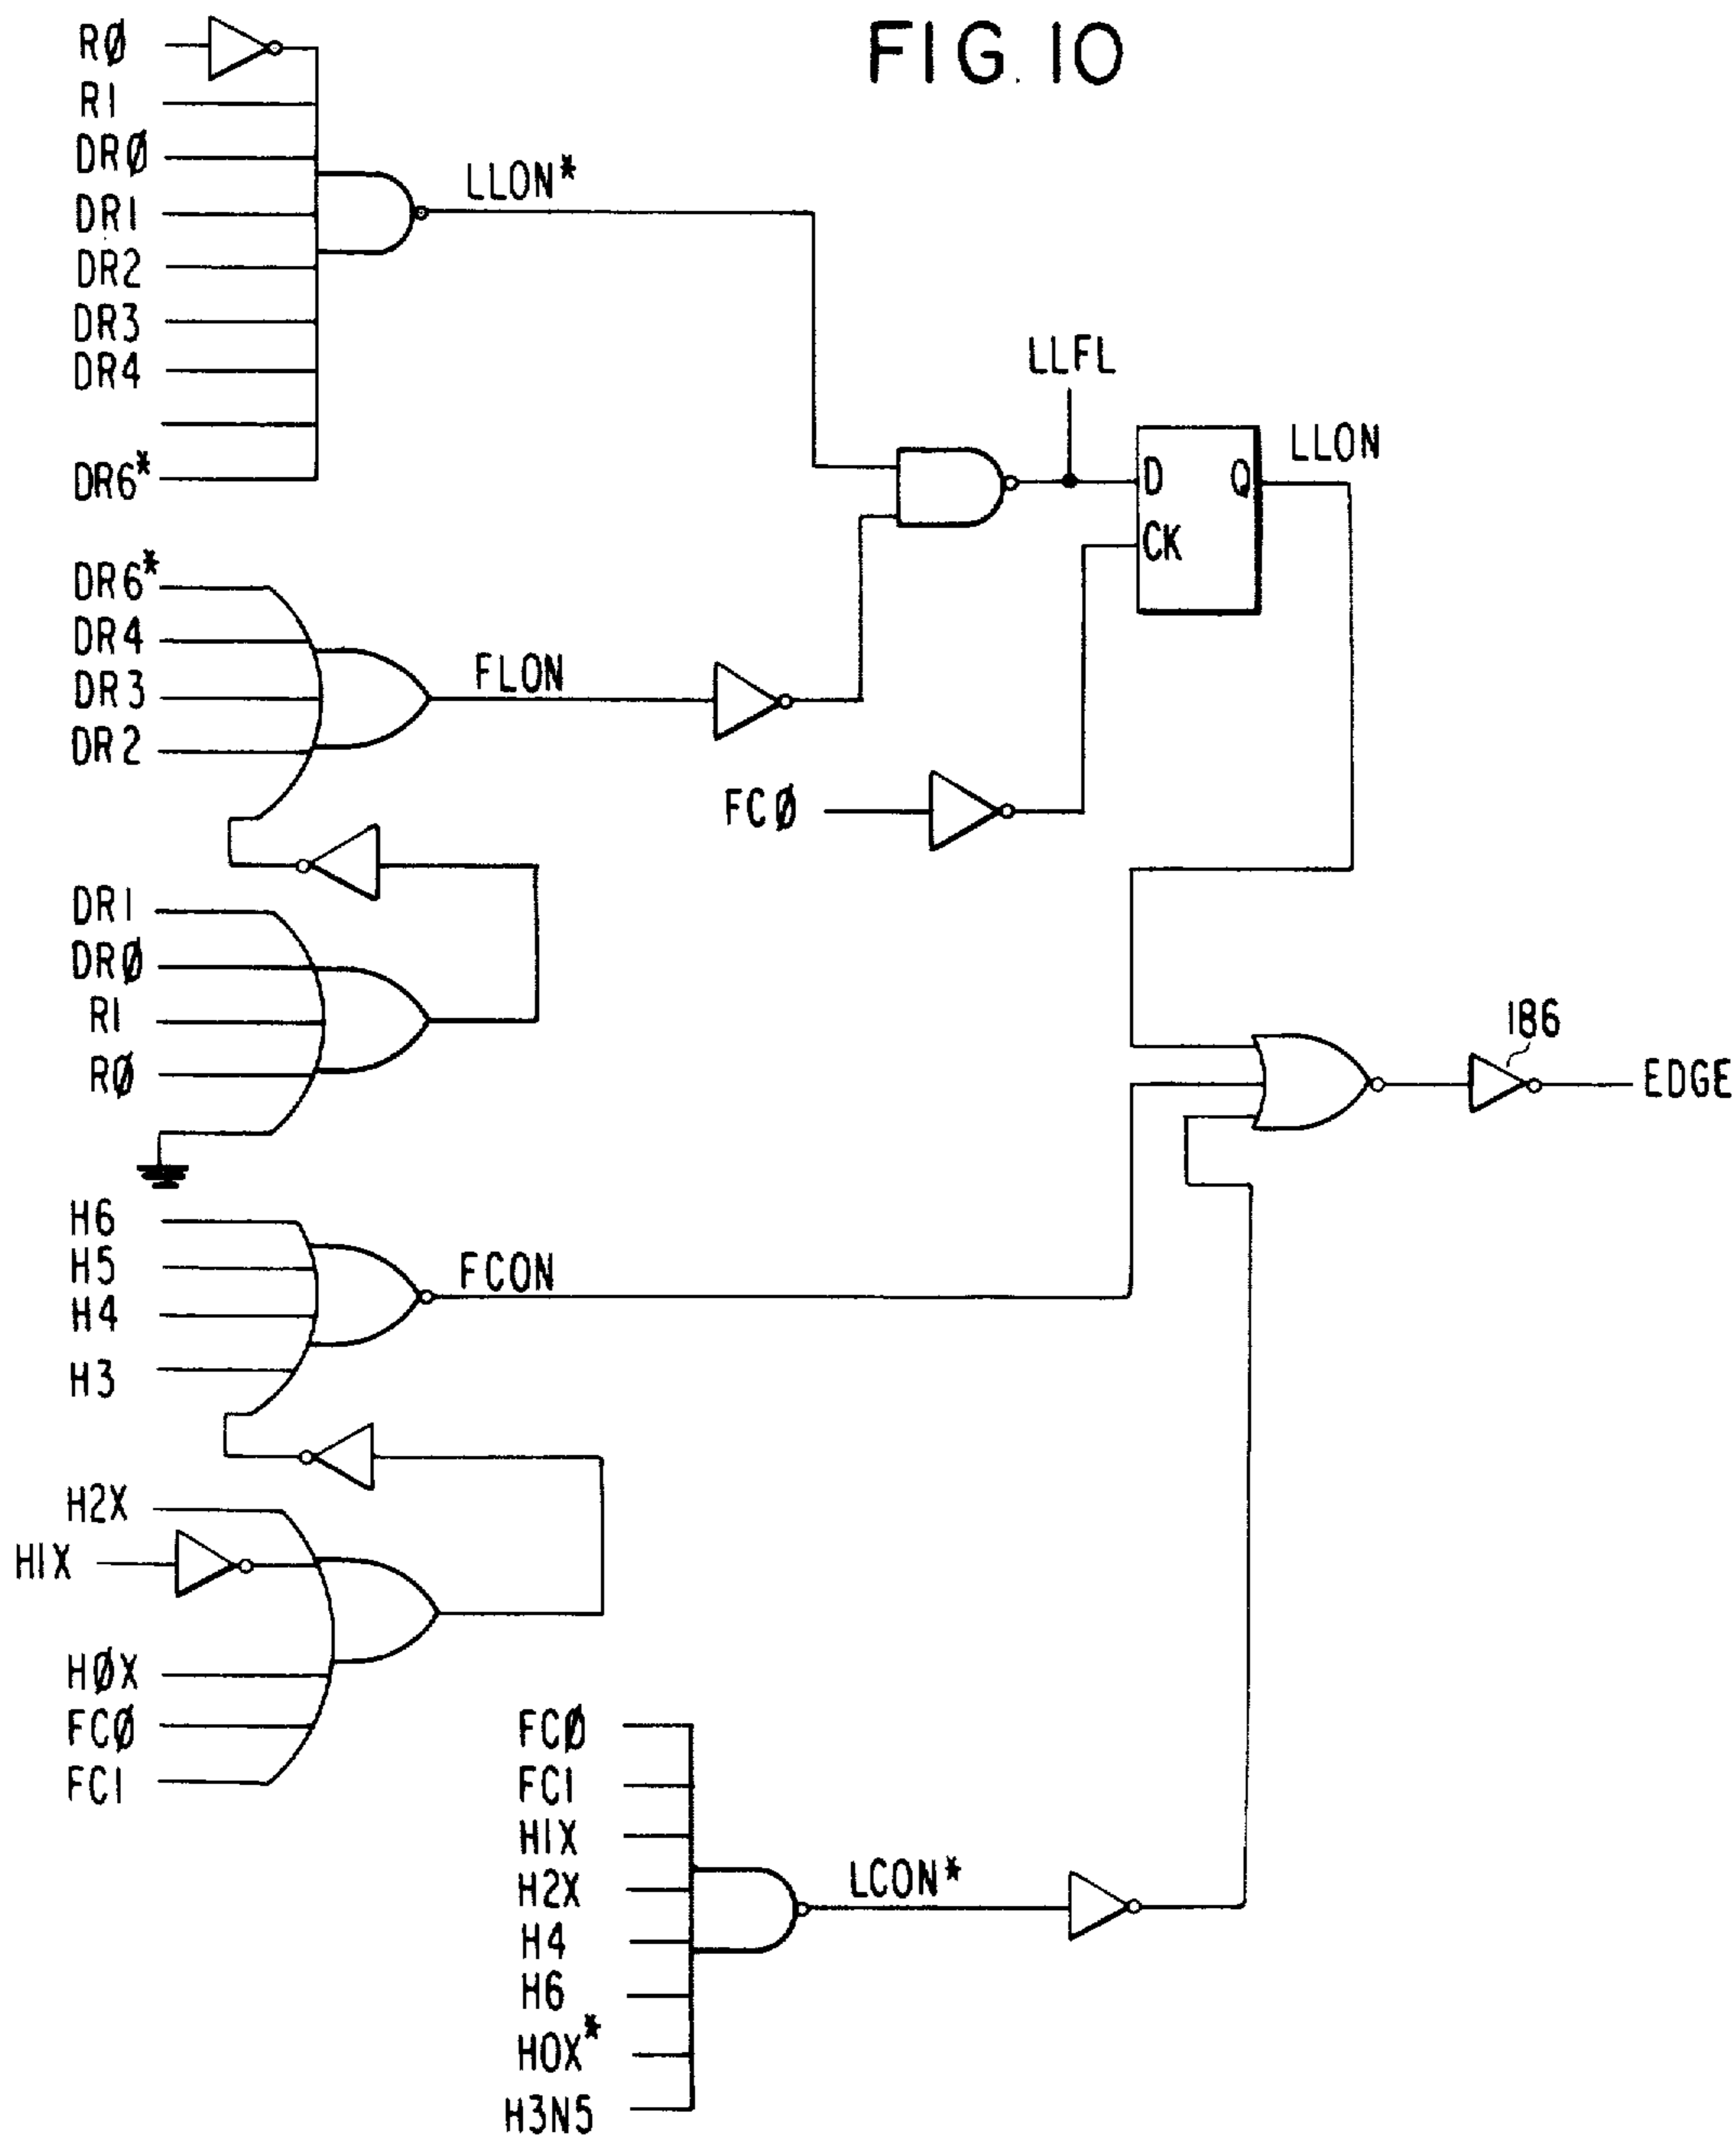 FIG. 10
RØ
R1
DRØ
DR1
DR2
DR3
DR4
DR6*
LLON*
LLFL
D
Q
CK
LLON
DR6*
DR4
DR3
DR2
FLON
FCØ
DR1
DRØ
R1
RØ
186
EDGE
H6
H5
H4
H3
FCON
H2X
H1X
HØX
FCØ
FC1
FCØ
FC1
H1X
H2X
H4
H6
H0X*
H3N5
LCON*